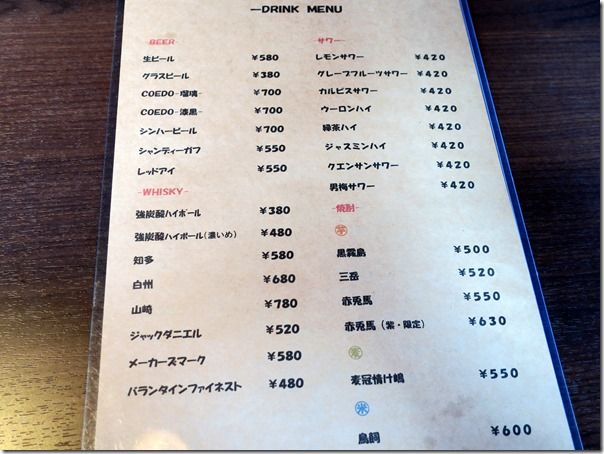 —DRINK MENU
-BEER-
生ビール ¥580
グラスビール ¥380
COEDO-瑠璃- ¥700
COEDO-漆黒- ¥700
シンハービール ¥700
シャンディーガフ ¥550
レッドアイ ¥550
-WHISKY-
強炭酸ハイボール ¥380
強炭酸ハイボール(濃いめ) ¥480
知多 ¥580
白州 ¥680
山崎 ¥780
ジャックダニエル ¥520
メーカーズマーク ¥580
バランタインファイネスト ¥480
-サワー-
レモンサワー ¥420
グレープフルーツサワー ¥420
カルピスサワー ¥420
ウーロンハイ ¥420
緑茶ハイ ¥420
ジャスミンハイ ¥420
クエンサンサワー ¥420
男梅サワー ¥420
-焼酎-
芋
黒霧島 ¥500
三岳 ¥520
赤兎馬 ¥550
赤兎馬(紫・限定) ¥630
麦
麦冠情け嶋 ¥550
米
鳥飼 ¥600